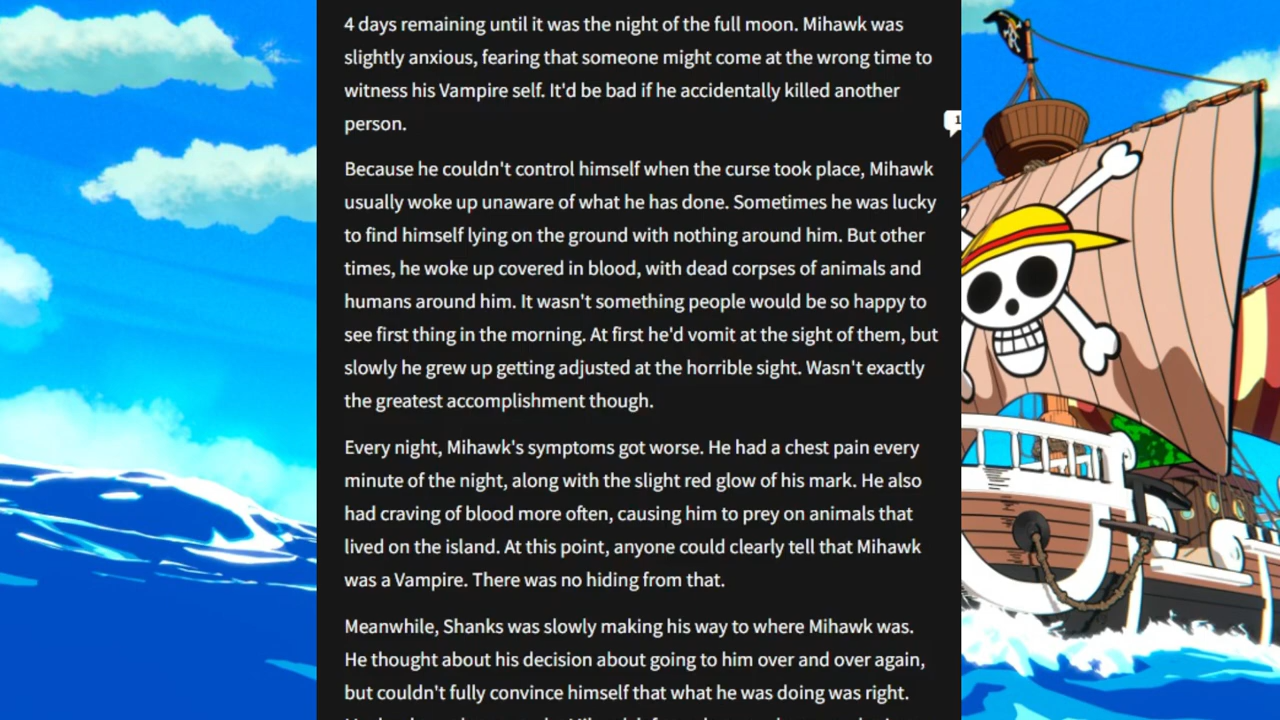 4 days remaining until it was the night of the full moon. Mihawk was
slightly anxious, fearing that someone might come at the wrong time to
witness his Vampire self. It'd be bad if he accidentally killed another
person.
1
Because he couldn't control himself when the curse took place, Mihawk
usually woke up unaware of what he has done. Sometimes he was lucky
to find himself lying on the ground with nothing around him. But other
times, he woke up covered in blood, with dead corpses of animals and
humans around him. It wasn't something people would be so happy to
see first thing in the morning. At first he'd vomit at the sight of them, but
slowly he grew up getting adjusted at the horrible sight. Wasn't exactly
the greatest accomplishment though.
Every night, Mihawk's symptoms got worse. He had a chest pain every
minute of the night, along with the slight red glow of his mark. He also
had craving of blood more often, causing him to prey on animals that
lived on the island. At this point, anyone could clearly tell that Mihawk
was a Vampire. There was no hiding from that.
Meanwhile, Shanks was slowly making his way to where Mihawk was.
He thought about his decision about going to him over and over again,
but couldn't fully convince himself that what he was doing was right.